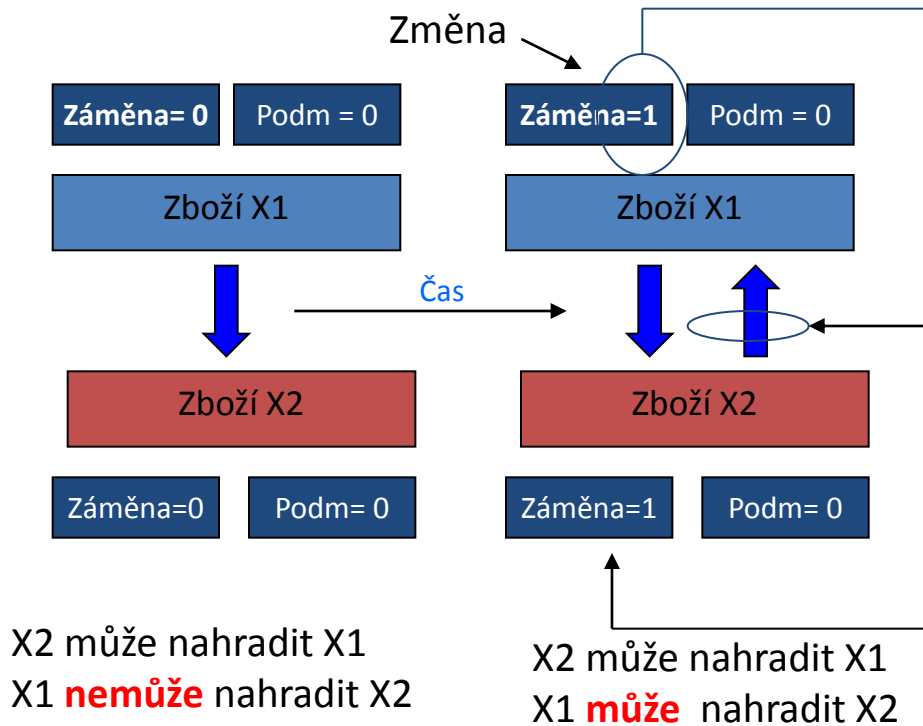 Změna
Záměna= 0
Podm = 0
Záměna=1
Podm = 0
Zboží X1
Zboží X1
Čas
Zboží X2
Zboží X2
Záměna=0
Podm= 0
Záměna=1
Podm= 0
X2 může nahradit X1
X1 nemůže nahradit X2
X2 může nahradit X1
X1 může nahradit X2